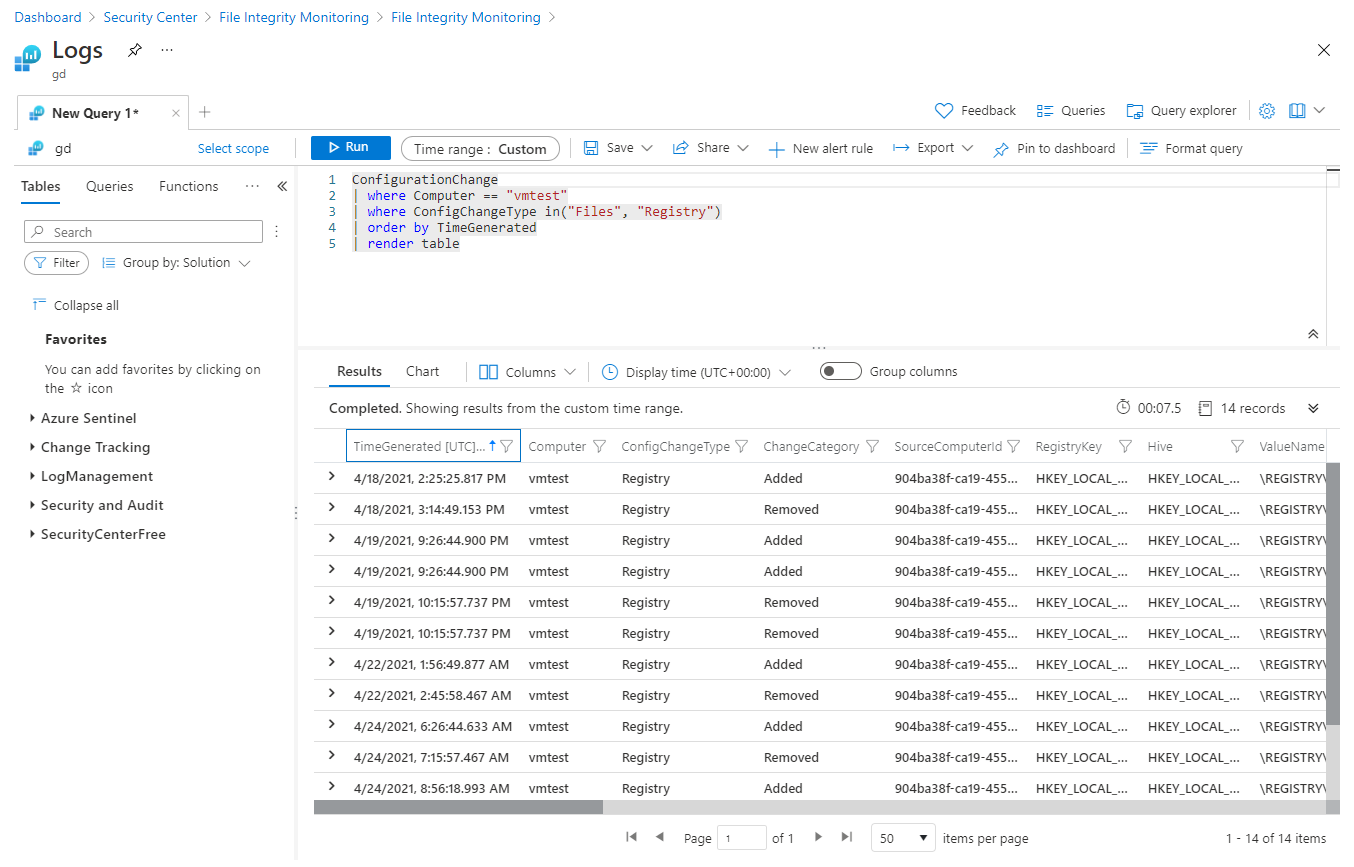 Dashboard > Security Center > File Integrity Monitoring > File Integrity Monitoring >
Logs ...
gd
New Query 1* × +
Feedback Queries Query explorer
gd Select scope
Run Time range : Custom Save Share New alert rule Export Pin to dashboard Format query
Tables Queries Functions ... «
Search
Filter Group by: Solution
Collapse all
Favorites
You can add favorites by clicking on
the ☆ icon
Azure Sentinel
Change Tracking
LogManagement
Security and Audit
SecurityCenterFree
1 ConfigurationChange
2 | where Computer == "vmtest"
3 | where ConfigChangeType in("Files", "Registry")
4 | order by TimeGenerated
5 | render table
Results Chart Columns Display time (UTC+00:00) Group columns
Completed. Showing results from the custom time range. 00:07.5 14 records
TimeGenerated [UTC]... Computer ConfigChangeType ChangeCategory SourceComputerId RegistryKey Hive ValueName
4/18/2021, 2:25:25.817 PM vmtest Registry Added 904ba38f-ca19-455... HKEY_LOCAL_... HKEY_LOCAL_... \REGISTRY\
4/18/2021, 3:14:49.153 PM vmtest Registry Removed 904ba38f-ca19-455... HKEY_LOCAL_... HKEY_LOCAL_... \REGISTRY\
4/19/2021, 9:26:44.900 PM vmtest Registry Added 904ba38f-ca19-455... HKEY_LOCAL_... HKEY_LOCAL_... \REGISTRY\
4/19/2021, 9:26:44.900 PM vmtest Registry Added 904ba38f-ca19-455... HKEY_LOCAL_... HKEY_LOCAL_... \REGISTRY\
4/19/2021, 10:15:57.737 PM vmtest Registry Removed 904ba38f-ca19-455... HKEY_LOCAL_... HKEY_LOCAL_... \REGISTRY\
4/19/2021, 10:15:57.737 PM vmtest Registry Removed 904ba38f-ca19-455... HKEY_LOCAL_... HKEY_LOCAL_... \REGISTRY\
4/22/2021, 1:56:49.877 AM vmtest Registry Added 904ba38f-ca19-455... HKEY_LOCAL_... HKEY_LOCAL_... \REGISTRY\
4/22/2021, 2:45:58.467 AM vmtest Registry Removed 904ba38f-ca19-455... HKEY_LOCAL_... HKEY_LOCAL_... \REGISTRY\
4/24/2021, 6:26:44.633 AM vmtest Registry Added 904ba38f-ca19-455... HKEY_LOCAL_... HKEY_LOCAL_... \REGISTRY\
4/24/2021, 7:15:57.467 AM vmtest Registry Removed 904ba38f-ca19-455... HKEY_LOCAL_... HKEY_LOCAL_... \REGISTRY\
4/24/2021, 8:56:18.993 AM vmtest Registry Added 904ba38f-ca19-455... HKEY_LOCAL_... HKEY_LOCAL_... \REGISTRY\
Page 1 of 1 50 items per page 1 - 14 of 14 items